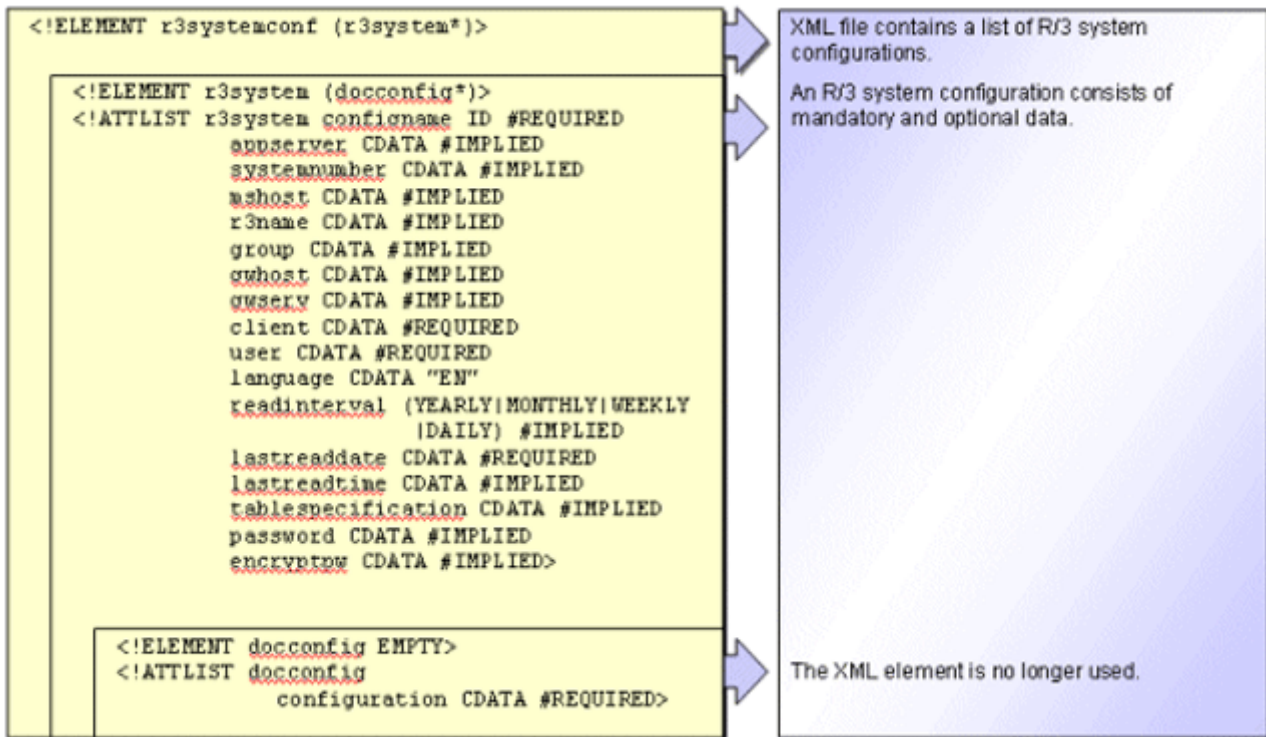 <!ELEMENT r3systemconf (r3system*)>
XML file contains a list of R/3 system
configurations.
<!ELEMENT r3system (docconfig*)>
<!ATTLIST r3system configname ID #REQUIRED
appserver CDATA #IMPLIED
systemnumber CDATA #IMPLIED
mshost CDATA #IMPLIED
r3name CDATA #IMPLIED
group CDATA #IMPLIED
gwhost CDATA #IMPLIED
gwserv CDATA #IMPLIED
client CDATA #REQUIRED
user CDATA #REQUIRED
language CDATA "EN"
readinterval (YEARLY|MONTHLY|WEEKLY
|DAILY) #IMPLIED
lastreaddate CDATA #REQUIRED
lastreadtime CDATA #IMPLIED
tablespecification CDATA #IMPLIED
password CDATA #IMPLIED
encryptpw CDATA #IMPLIED>
An R/3 system configuration consists of
mandatory and optional data.
<!ELEMENT docconfig EMPTY>
<!ATTLIST docconfig
configuration CDATA #REQUIRED>
The XML element is no longer used.